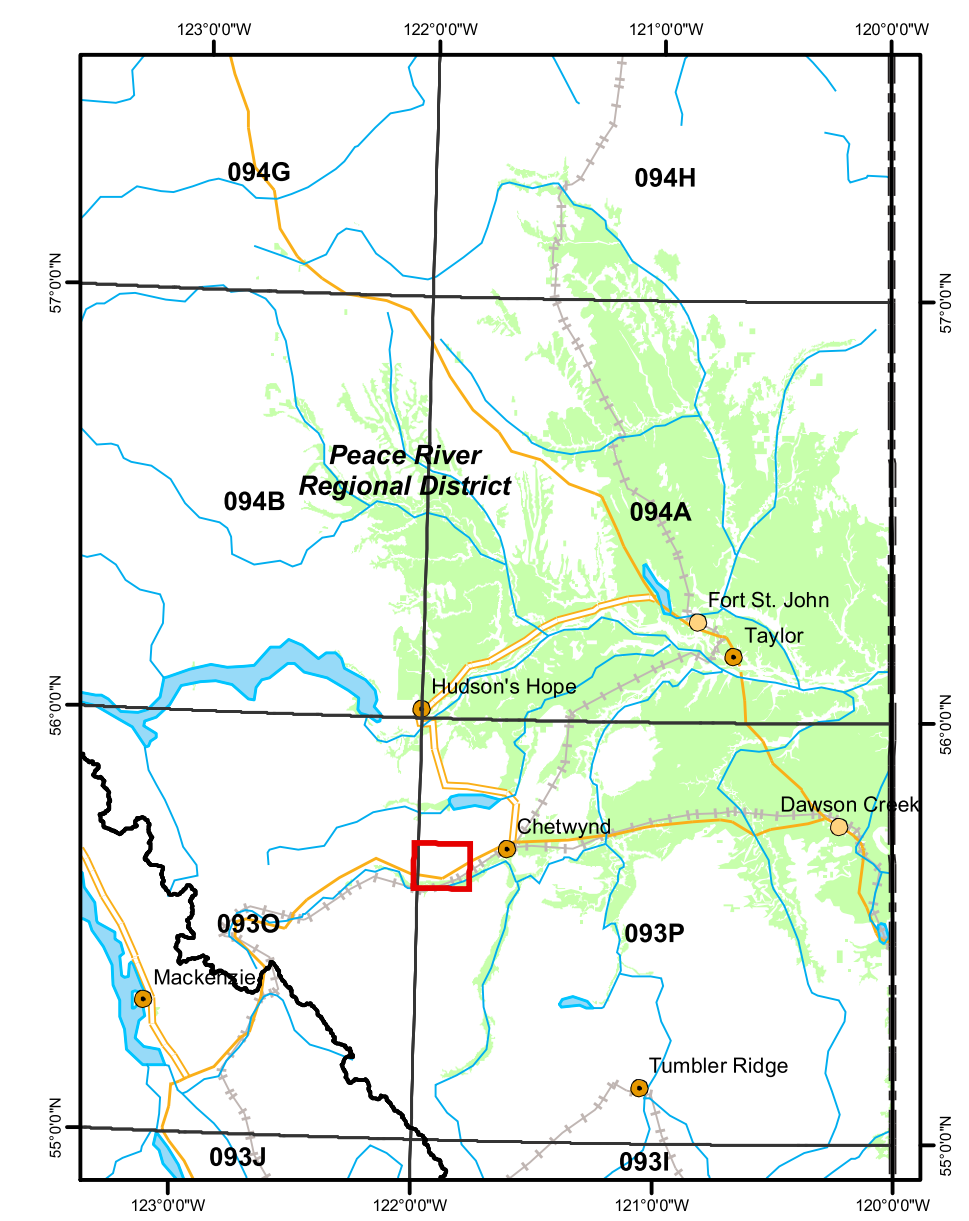 123°0'0"W 122°0'0"W 121°0'0"W 120°0'0"W
094G
094H
57°0'0"N
57°0'0"N
Peace River
Regional District
094B
094A
Fort St. John
Taylor
Hudson's Hope
56°0'0"N
56°0'0"N
Dawson Creek
Chetwynd
093O
093P
Mackenzie
Tumbler Ridge
55°0'0"N
55°0'0"N
093J
093I
123°0'0"W 122°0'0"W 121°0'0"W 120°0'0"W